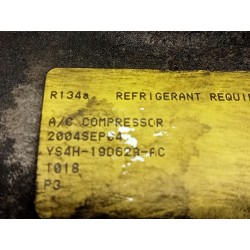 R134a REFRIGERANT REQUI
A/C COMPRESSOR
2004SEP04
YS4H-19D629-AC
T018
P3